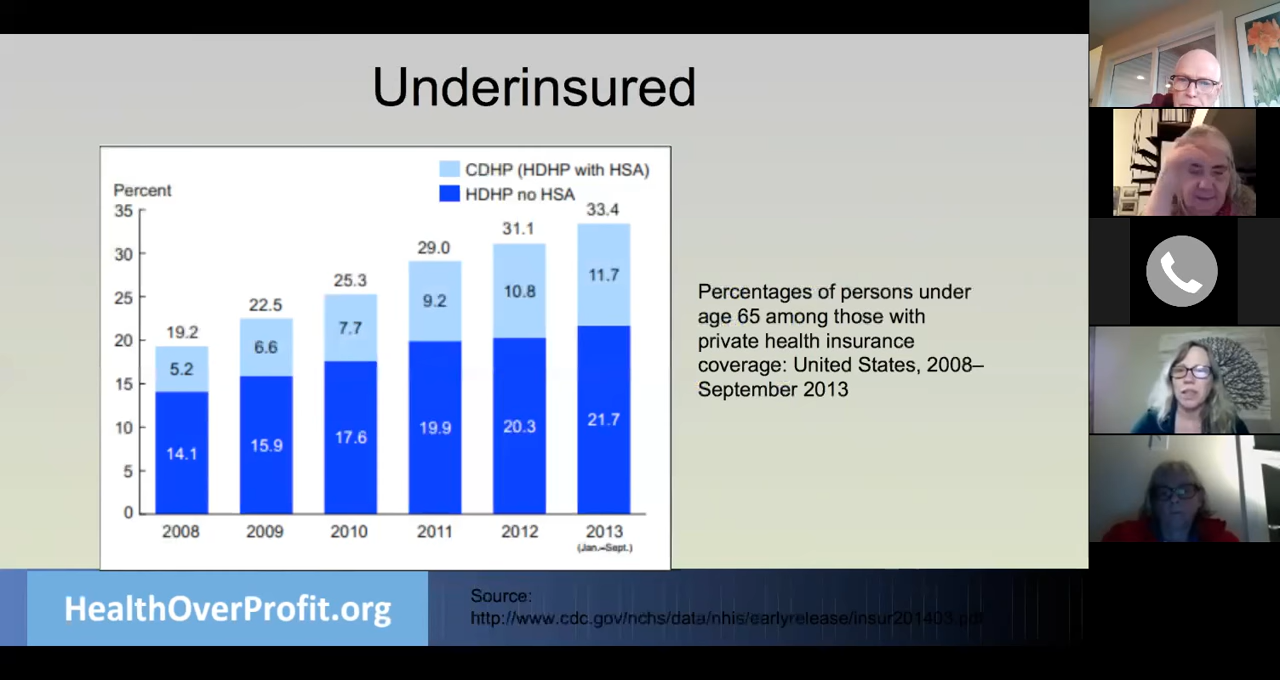 Underinsured
CDHP (HDHP with HSA)
HDHP no HSA
Percent
35
30
25
20
15
10
5
0
19.2
5.2
14.1
22.5
6.6
15.9
25.3
7.7
17.6
29.0
9.2
19.9
31.1
10.8
20.3
33.4
11.7
21.7
2008
2009
2010
2011
2012
2013
(Jan.–Sept.)
Percentages of persons under
age 65 among those with
private health insurance
coverage: United States, 2008–
September 2013
HealthOverProfit.org
Source:
http://www.cdc.gov/nchs/data/nhis/earlyrelease/insur201403.pdf